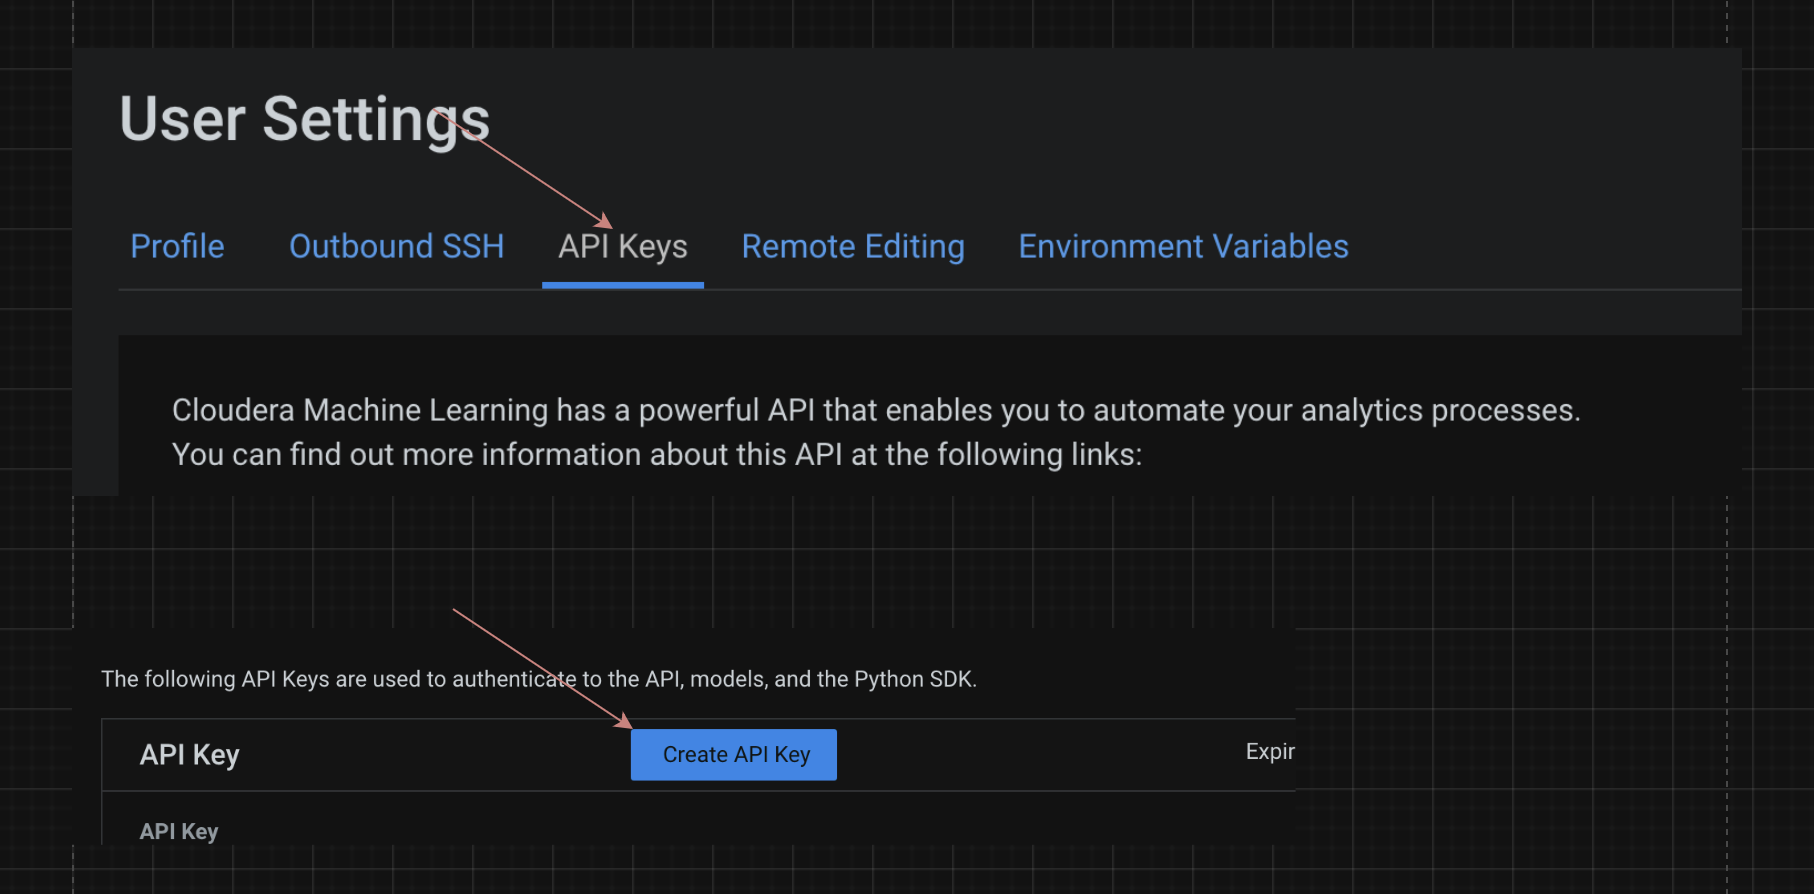 User Settings
Profile Outbound SSH API Keys Remote Editing Environment Variables
Cloudera Machine Learning has a powerful API that enables you to automate your analytics processes.
You can find out more information about this API at the following links:
The following API Keys are used to authenticate to the API, models, and the Python SDK.
API Key Create API Key Expir
API Key